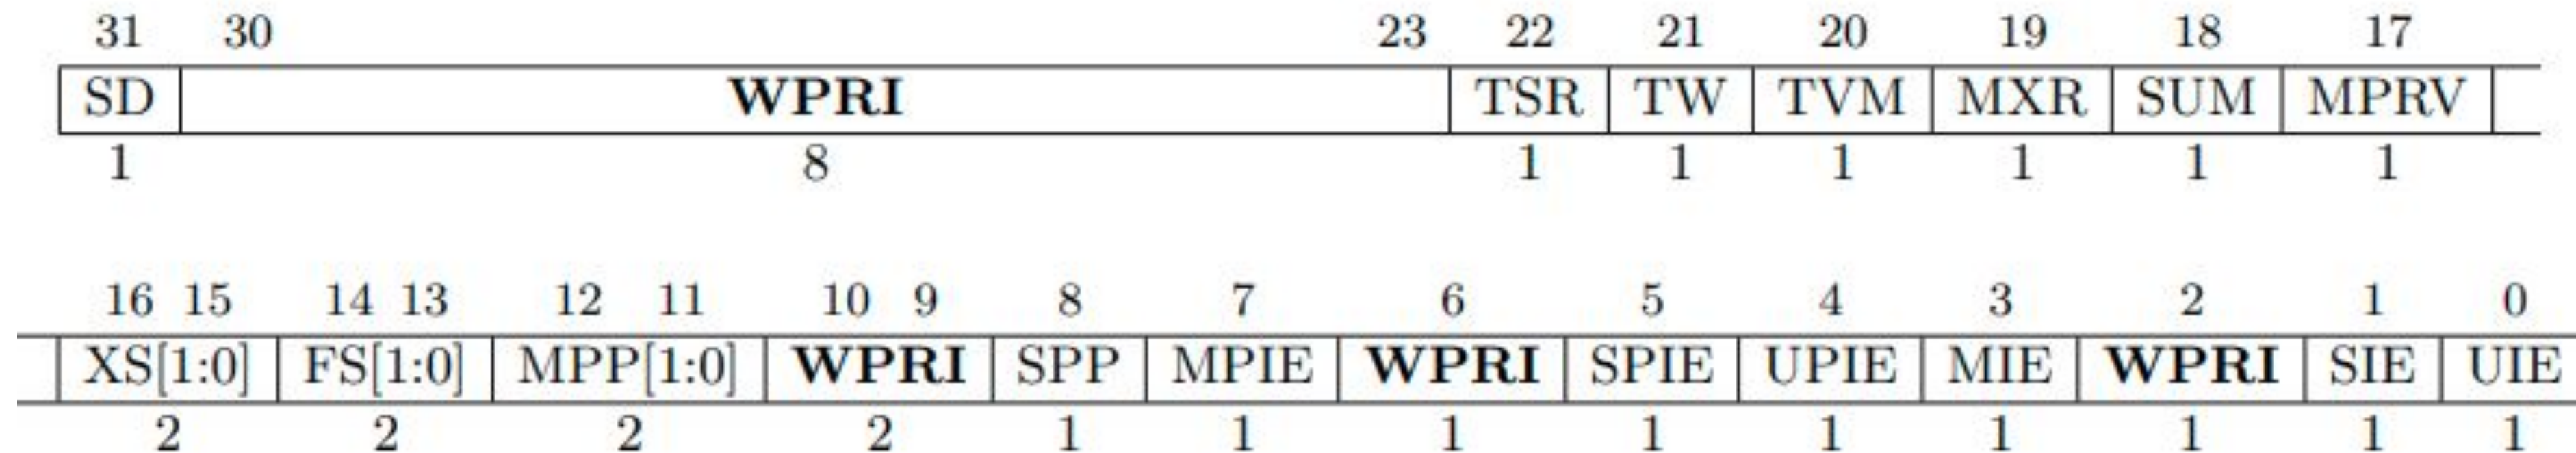 31 30 23 22 21 20 19 18 17
SD WPRI TSR TW TVM MXR SUM MPRV
1 8 1 1 1 1 1 1
16 15 14 13 12 11 10 9 8 7 6 5 4 3 2 1 0
XS[1:0] FS[1:0] MPP[1:0] WPRI SPP MPIE WPRI SPIE UPIE MIE WPRI SIE UIE
2 2 2 2 1 1 1 1 1 1 1 1 1